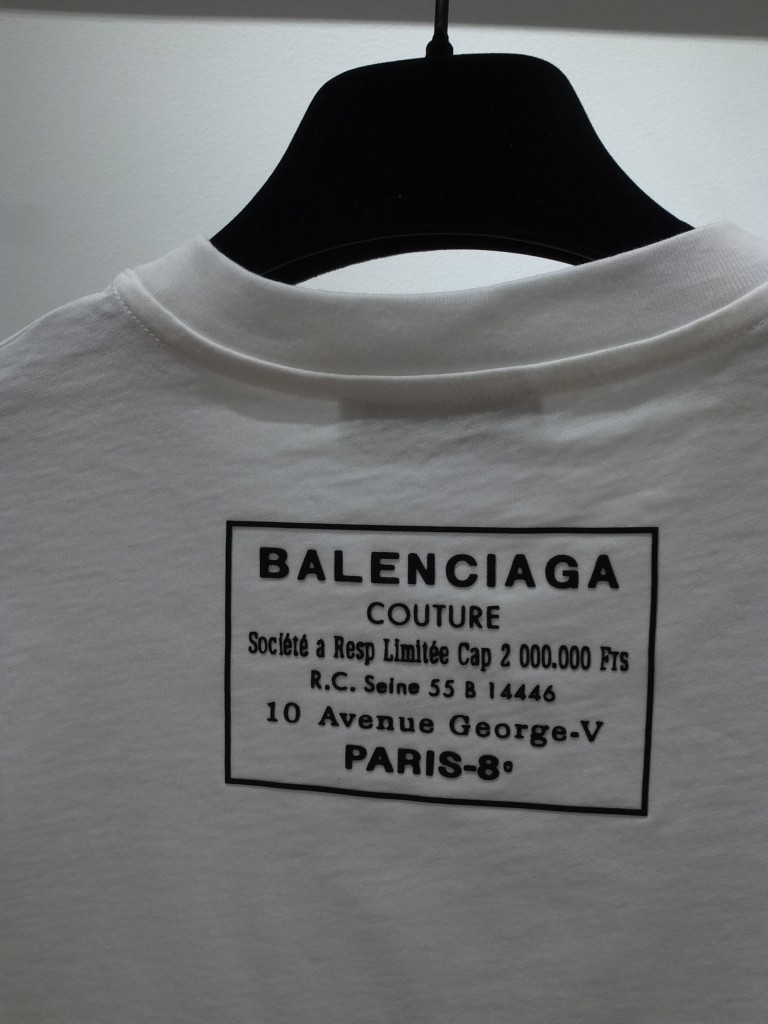 BALENCIAGA
COUTURE
Société a Resp Limitée Cap 2 000.000 Frs
R.C. Seine 55 B 14446
10 Avenue George-V
PARIS-8e